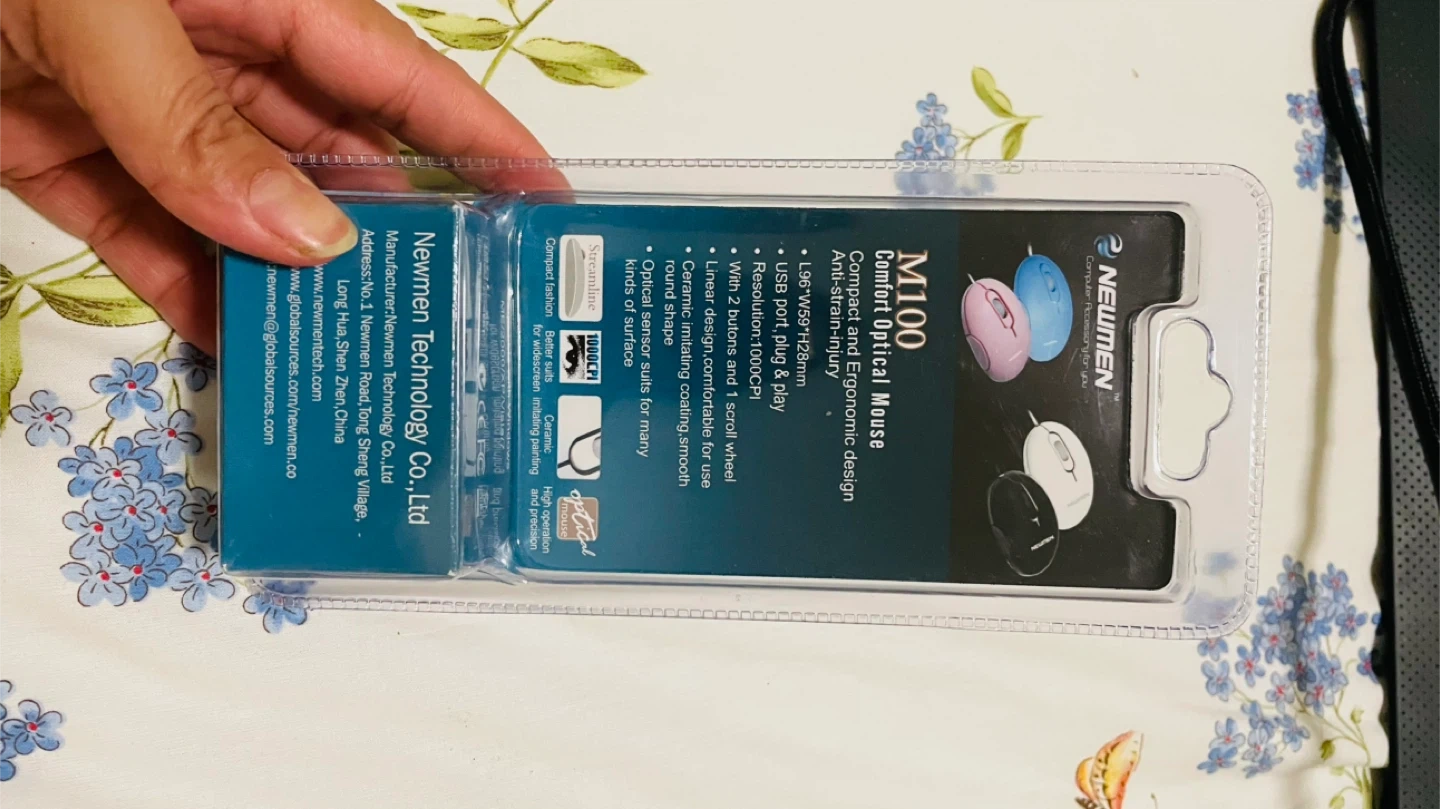 NEWMEN™
Computer Accessory for you
NEWMEN
M100
Comfort Optical Mouse
Compact and Ergonomic design
Anti-strain-injury
• L96*W59*H28mm
• USB port,plug & play
• Resolution:1000CPI
• With 2 butons and 1 scroll wheel
• Linear design,comfortable for use
• Ceramic imitating coating,smooth
round shape
• Optical sensor suits for many
kinds of surface
Streamline
Compact fashion
1000CPI
Better suits
for widescreen
Ceramic
imitating painting
optical
mouse
High operation
and precision
Newmen Technology Co.,Ltd
Manufacturer:Newmen Technology Co.,Ltd
Address:No.1 Newmen Road,Tong Sheng Village,
Long Hua,Shen Zhen,China
www.newmentech.com
www.globalsources.com/newmen.co
newmen@globalsources.com